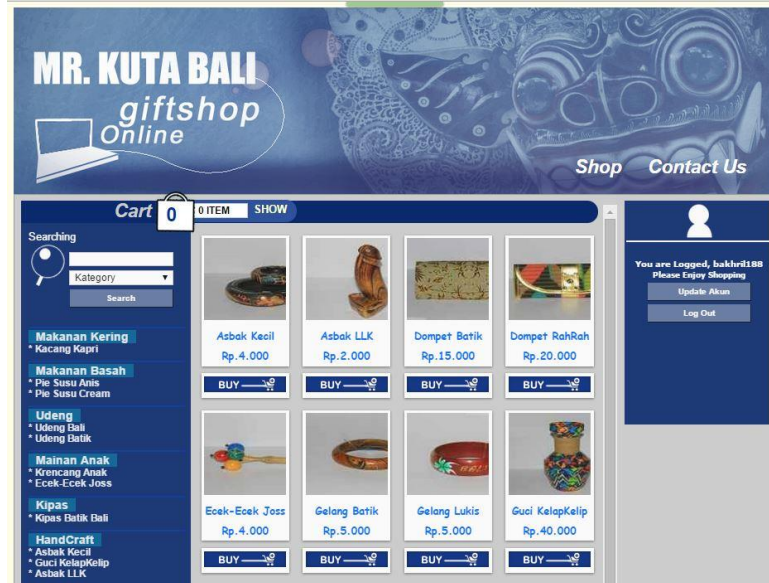 MR. KUTA BALI
giftshop
Online
Shop Contact Us
Cart 0 0 ITEM SHOW
Searching
Kategory
Search
Makanan Kering
* Kacang Kapri
Makanan Basah
* Pie Susu Anis
* Pie Susu Cream
Udeng
* Udeng Bali
* Udeng Batik
Mainan Anak
* Krencang Anak
* Ecek-Ecek Joss
Kipas
* Kipas Batik Bali
HandCraft
* Asbak Kecil
* Guci KelapKelip
* Asbak LLK
Asbak Kecil Asbak LLK Dompet Batik Dompet RahRah
Rp.4.000 Rp.2.000 Rp.15.000 Rp.20.000
BUY BUY BUY BUY
Ecek-Ecek Joss Gelang Batik Gelang Lukis Guci KelapKelip
Rp.4.000 Rp.5.000 Rp.5.000 Rp.40.000
BUY BUY BUY BUY
You are Logged, bakhril188
Please Enjoy Shopping
Update Akun
Log Out